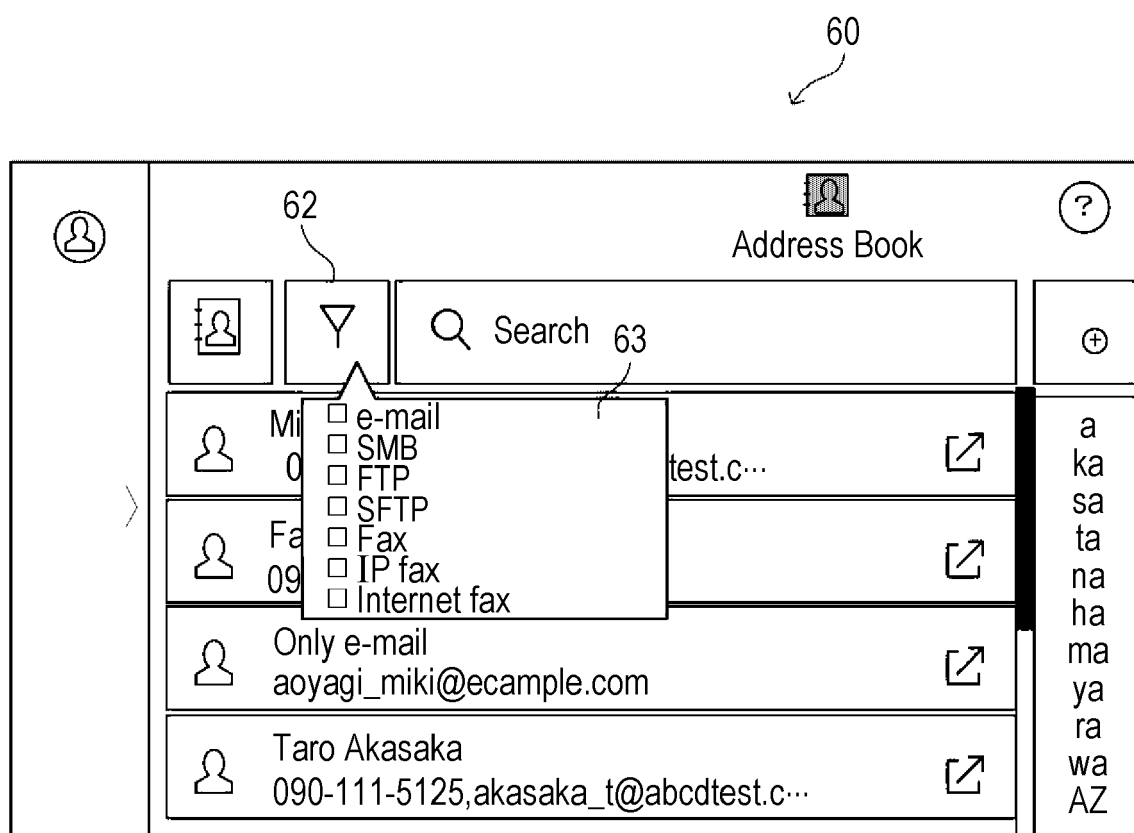 60
62
Address Book
?
Search
63
Mi
0
test.c…
e-mail
SMB
FTP
SFTP
Fax
IP fax
Internet fax
Fa
09
Only e-mail
aoyagi_miki@ecample.com
Taro Akasaka
090-111-5125,akasaka_t@abcdtest.c…
a
ka
sa
ta
na
ha
ma
ya
ra
wa
AZ